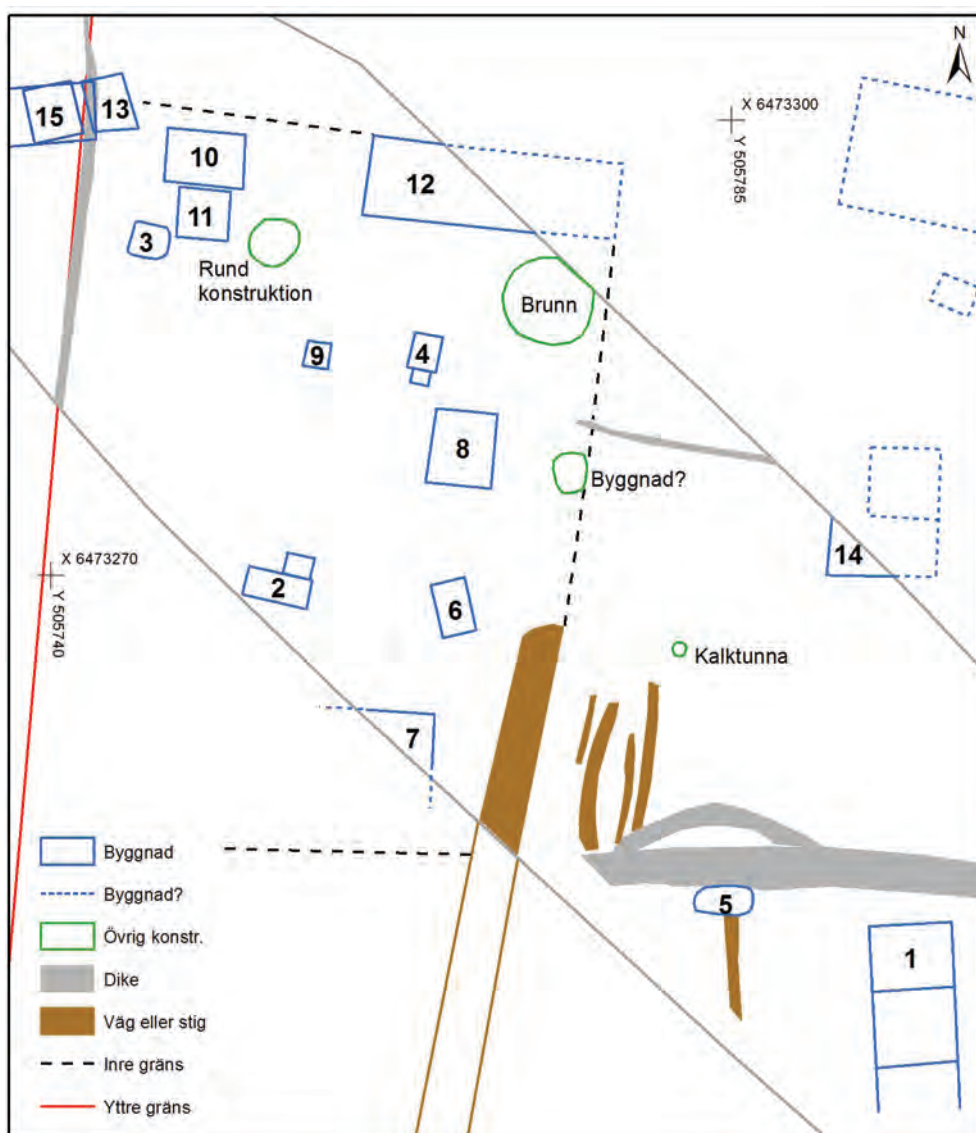 N
X 6473300
Y 505785
15
13
10
12
11
3
Rund
konstruktion
Brunn
9
4
8
Byggnad?
14
X 6473270
Y 505740
2
6
Kalktunna
7
5
1
Byggnad
Byggnad?
Övrig konstr.
Dike
Väg eller stig
Inre gräns
Yttre gräns